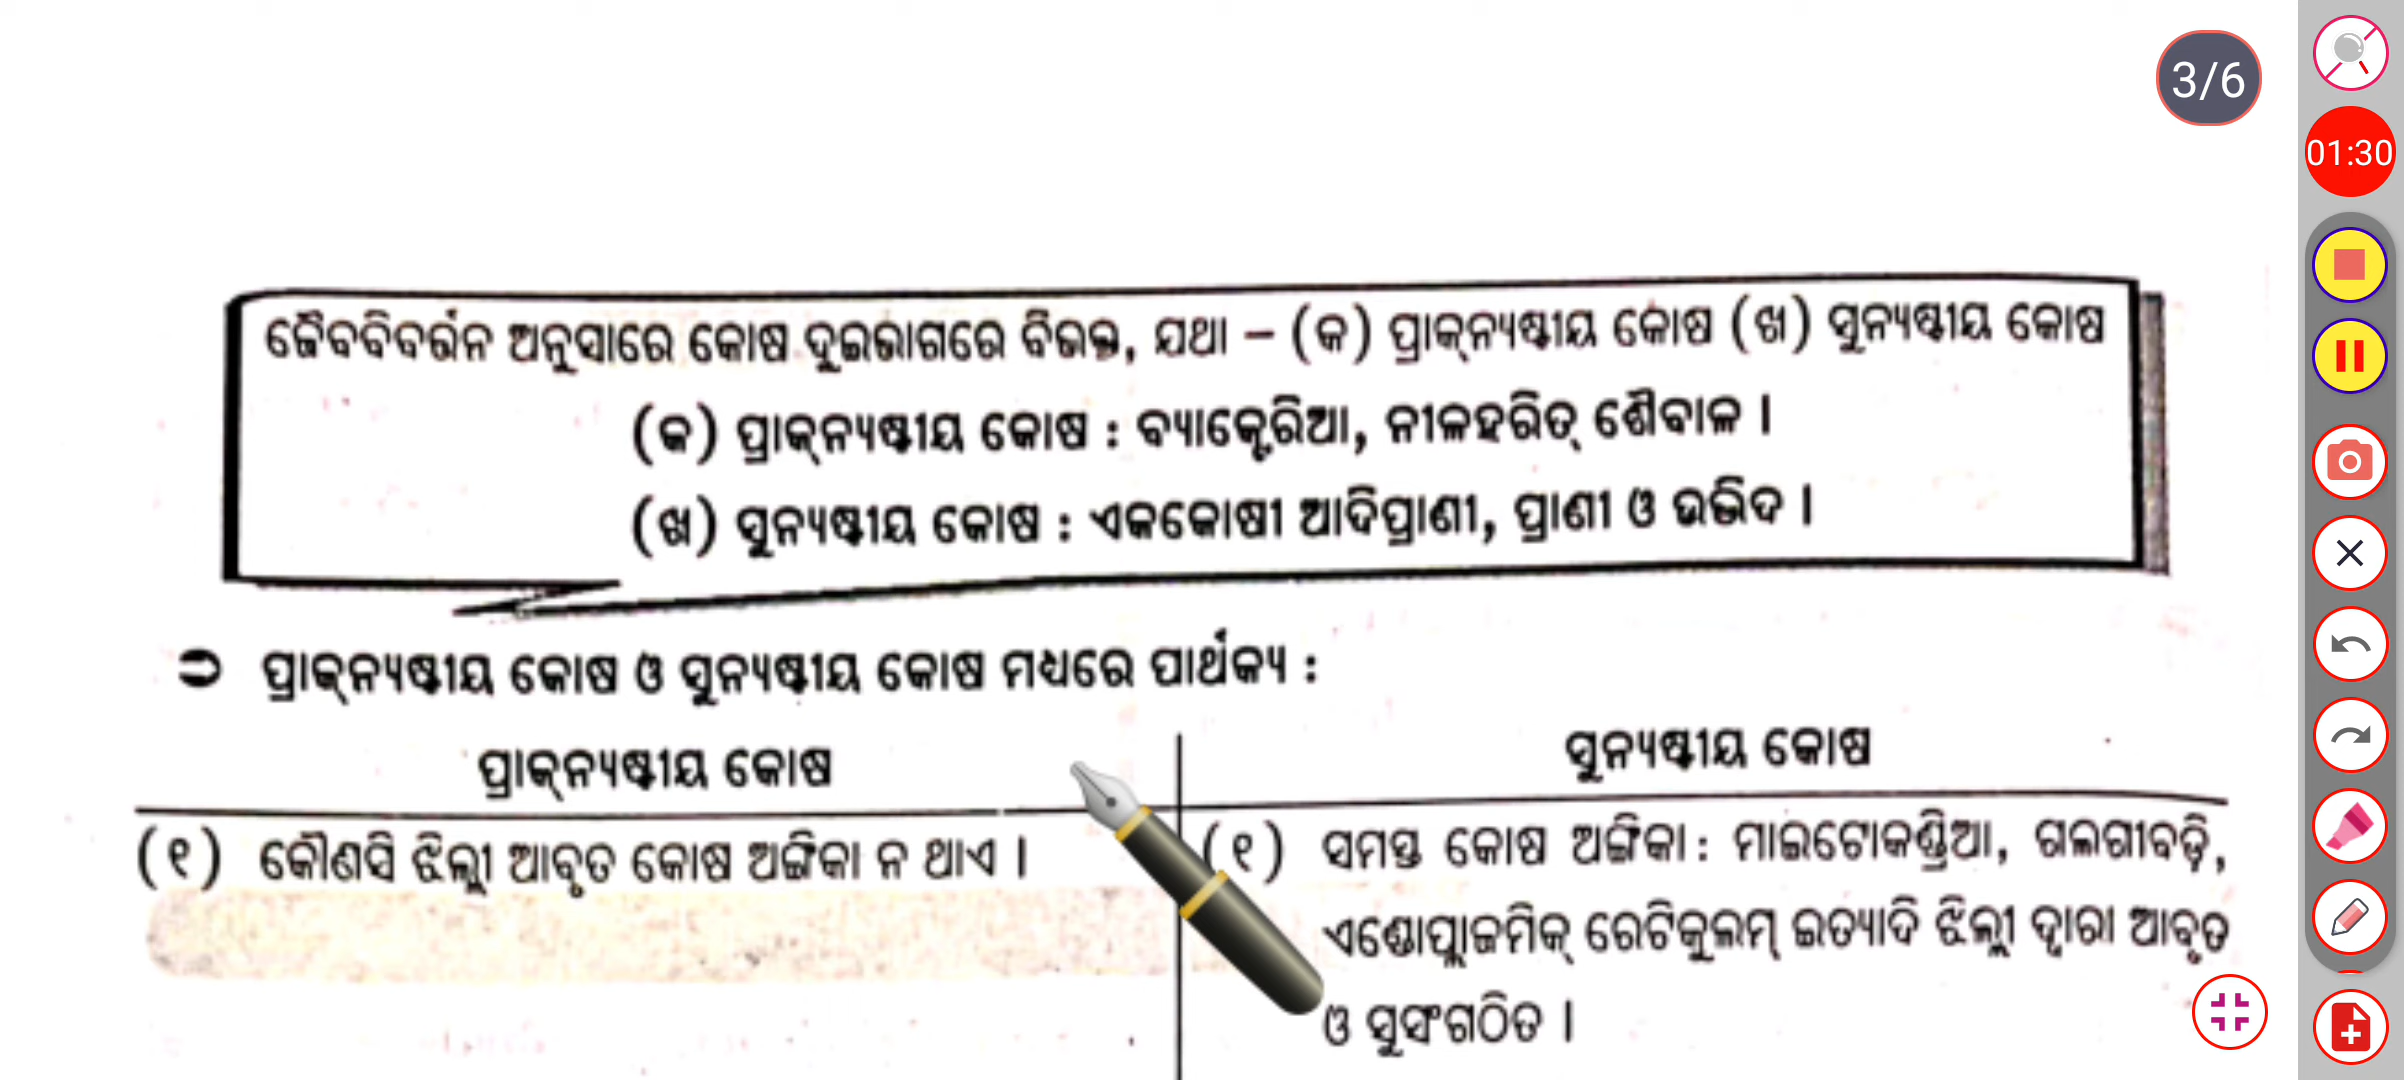 3/6
01:30
ଜୈବବିବର୍ତ୍ତନ ଅନୁସାରେ କୋଷ ଦୁଇଭାଗରେ ବିଭକ୍ତ, ଯଥା – (କ) ପ୍ରାକ୍‌ନ୍ୟଷ୍ଟୀୟ କୋଷ (ଖ) ସୁନ୍ୟଷ୍ଟୀୟ କୋଷ
(କ) ପ୍ରାକ୍‌ନ୍ୟଷ୍ଟୀୟ କୋଷ : ବ୍ୟାକ୍ଟେରିଆ, ନୀଳହରିତ୍ ଶୈବାଳ ।
(ଖ) ସୁନ୍ୟଷ୍ଟୀୟ କୋଷ : ଏକକୋଷୀ ଆଦିପ୍ରାଣୀ, ପ୍ରାଣୀ ଓ ଉଦ୍ଭିଦ ।
➲ ପ୍ରାକ୍‌ନ୍ୟଷ୍ଟୀୟ କୋଷ ଓ ସୁନ୍ୟଷ୍ଟୀୟ କୋଷ ମଧ୍ୟରେ ପାର୍ଥକ୍ୟ :
ପ୍ରାକ୍‌ନ୍ୟଷ୍ଟୀୟ କୋଷ
(୧) କୌଣସି ଝିଲ୍ଲୀ ଆବୃତ କୋଷ ଅଙ୍ଗିକା ନ ଥାଏ ।
ସୁନ୍ୟଷ୍ଟୀୟ କୋଷ
(୧) ସମସ୍ତ କୋଷ ଅଙ୍ଗିକା: ମାଇଟୋକଣ୍ଡ୍ରିଆ, ଗଲଗୀବଡ଼ି,
ଏଣ୍ଡୋପ୍ଲାଜମିକ୍ ରେଟିକୁଲମ୍ ଇତ୍ୟାଦି ଝିଲ୍ଲୀ ଦ୍ୱାରା ଆବୃତ
ଓ ସୁସଂଗଠିତ ।